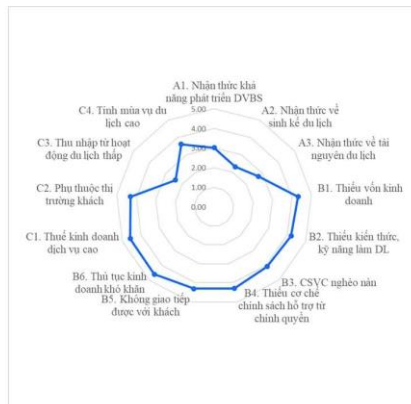 A1. Nhận thức khả
năng phát triển DVBS
A2. Nhận thức về
sinh kế du lịch
A3. Nhận thức về tài
nguyên du lịch
B1. Thiếu vốn kinh
doanh
B2. Thiếu kiến thức,
kỹ năng làm DL
B3. CSVC nghèo nàn
B4. Thiếu cơ chế
chính sách hỗ trợ từ
chính quyền
B5. Không giao tiếp
được với khách
B6. Thủ tục kinh
doanh khó khăn
C1. Thuế kinh doanh
dịch vụ cao
C2. Phụ thuộc thị
trường khách
C3. Thu nhập từ hoạt
động du lịch thấp
C4. Tính mùa vụ du
lịch cao
5.00
4.00
3.00
2.00
1.00
0.00